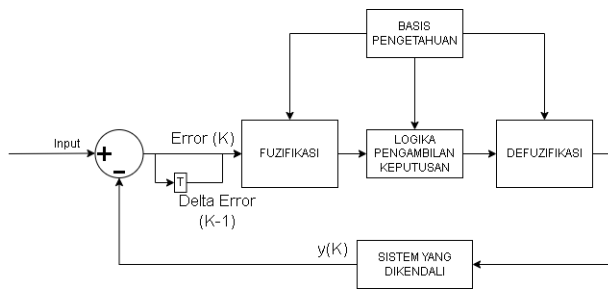 BASIS
PENGETAHUAN
Input
+
-
Error (K)
T
Delta Error
(K-1)
FUZIFIKASI
LOGIKA
PENGAMBILAN
KEPUTUSAN
DEFUZIFIKASI
y(K)
SISTEM YANG
DIKENDALI